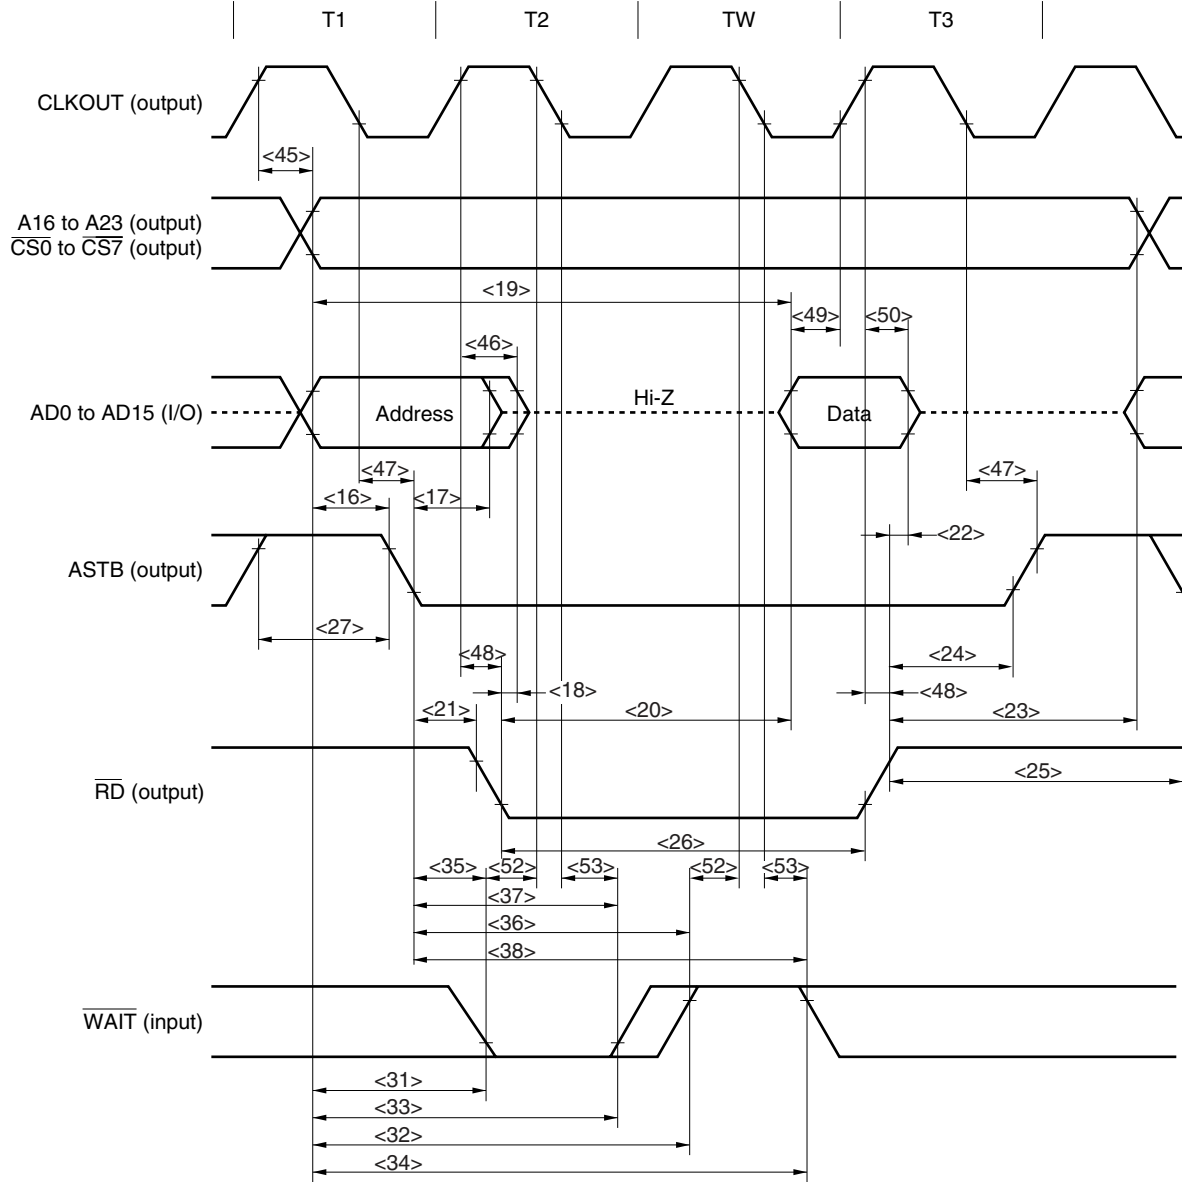 T1 T2 TW T3
CLKOUT (output)
<45>
A16 to A23 (output)
CS0 to CS7 (output)
<19>
<49> <50>
<46>
Hi-Z
AD0 to AD15 (I/O) Address Data
<47> <47>
<16> <17>
<22>
ASTB (output)
<27>
<48> <24>
<18> <48>
<21> <20> <23>
<25>
RD (output)
<26>
<35> <52> <53> <52> <53>
<37>
<36>
<38>
WAIT (input)
<31>
<33>
<32>
<34>